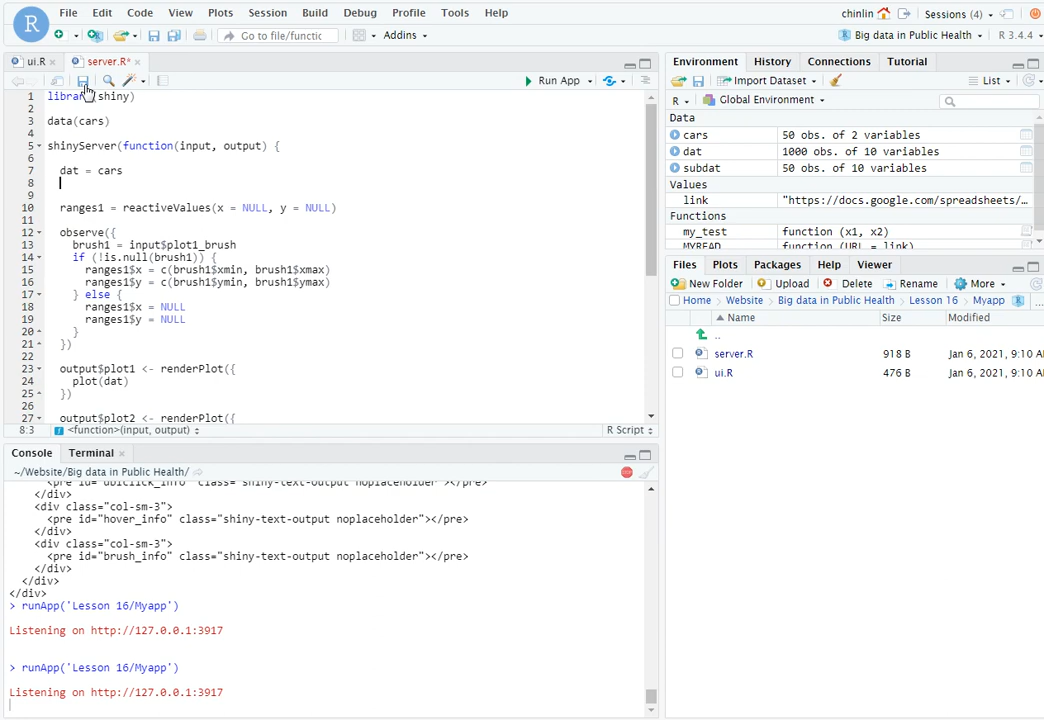 File Edit Code View Plots Session Build Debug Profile Tools Help
chinlin Sessions (4)
R Go to file/functic Addins Big data in Public Health R 3.4.4
ui.R × server.R* ×
Run App
1 library(shiny)
2
3 data(cars)
4
5 shinyServer(function(input, output) {
6
7 dat = cars
8
9
10 ranges1 = reactiveValues(x = NULL, y = NULL)
11
12 observe({
13 brush1 = input$plot1_brush
14 if (!is.null(brush1)) {
15 ranges1$x = c(brush1$xmin, brush1$xmax)
16 ranges1$y = c(brush1$ymin, brush1$ymax)
17 } else {
18 ranges1$x = NULL
19 ranges1$y = NULL
20 }
21 })
22
23 output$plot1 <- renderPlot({
24 plot(dat)
25 })
26
27 output$plot2 <- renderPlot({
8:3 <function>(input, output) R Script
Console Terminal ×
~/Website/Big data in Public Health/
class="shiny-text-output noplaceholder"></pre>
</div>
<div class="col-sm-3">
<pre id="hover_info" class="shiny-text-output noplaceholder"></pre>
</div>
<div class="col-sm-3">
<pre id="brush_info" class="shiny-text-output noplaceholder"></pre>
</div>
</div>
</div>
> runApp('Lesson 16/Myapp')
Listening on http://127.0.0.1:3917
> runApp('Lesson 16/Myapp')
Listening on http://127.0.0.1:3917
Environment History Connections Tutorial
Import Dataset List
R Global Environment
Data
cars 50 obs. of 2 variables
dat 1000 obs. of 10 variables
subdat 50 obs. of 10 variables
Values
link "https://docs.google.com/spreadsheets/…
Functions
my_test function (x1, x2)
MYREAD function (URL = link)
Files Plots Packages Help Viewer
New Folder Upload Delete Rename More
Home Website Big data in Public Health Lesson 16 Myapp ...
Name Size Modified
..
server.R 918 B Jan 6, 2021, 9:10 A
ui.R 476 B Jan 6, 2021, 9:10 A